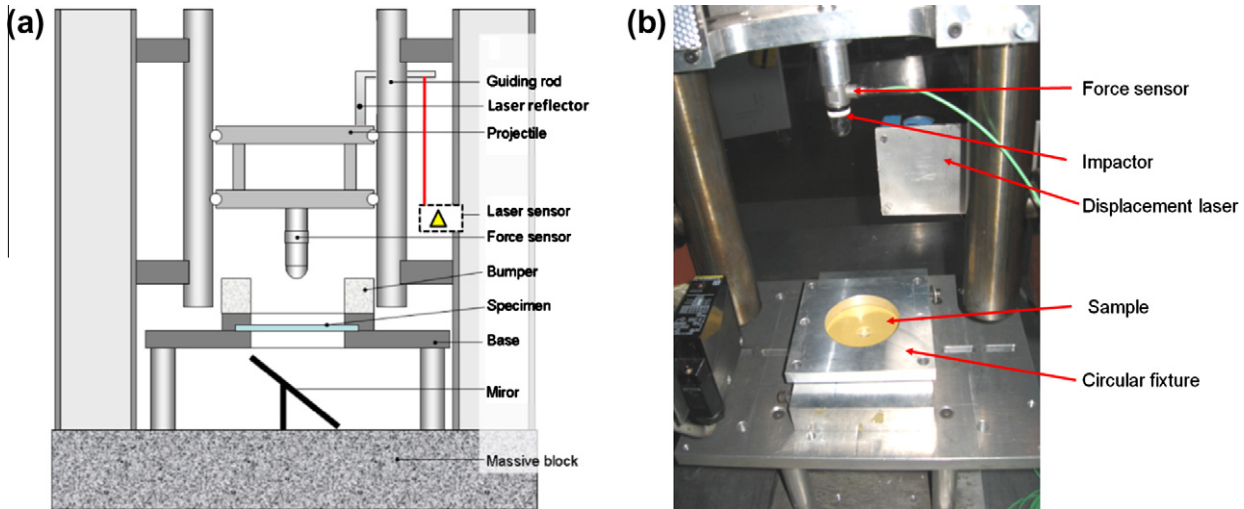 (a)
Guiding rod
Laser reflector
Projectile
Laser sensor
Force sensor
Bumper
Specimen
Base
Miror
Massive block
(b)
Force sensor
Impactor
Displacement laser
Sample
Circular fixture